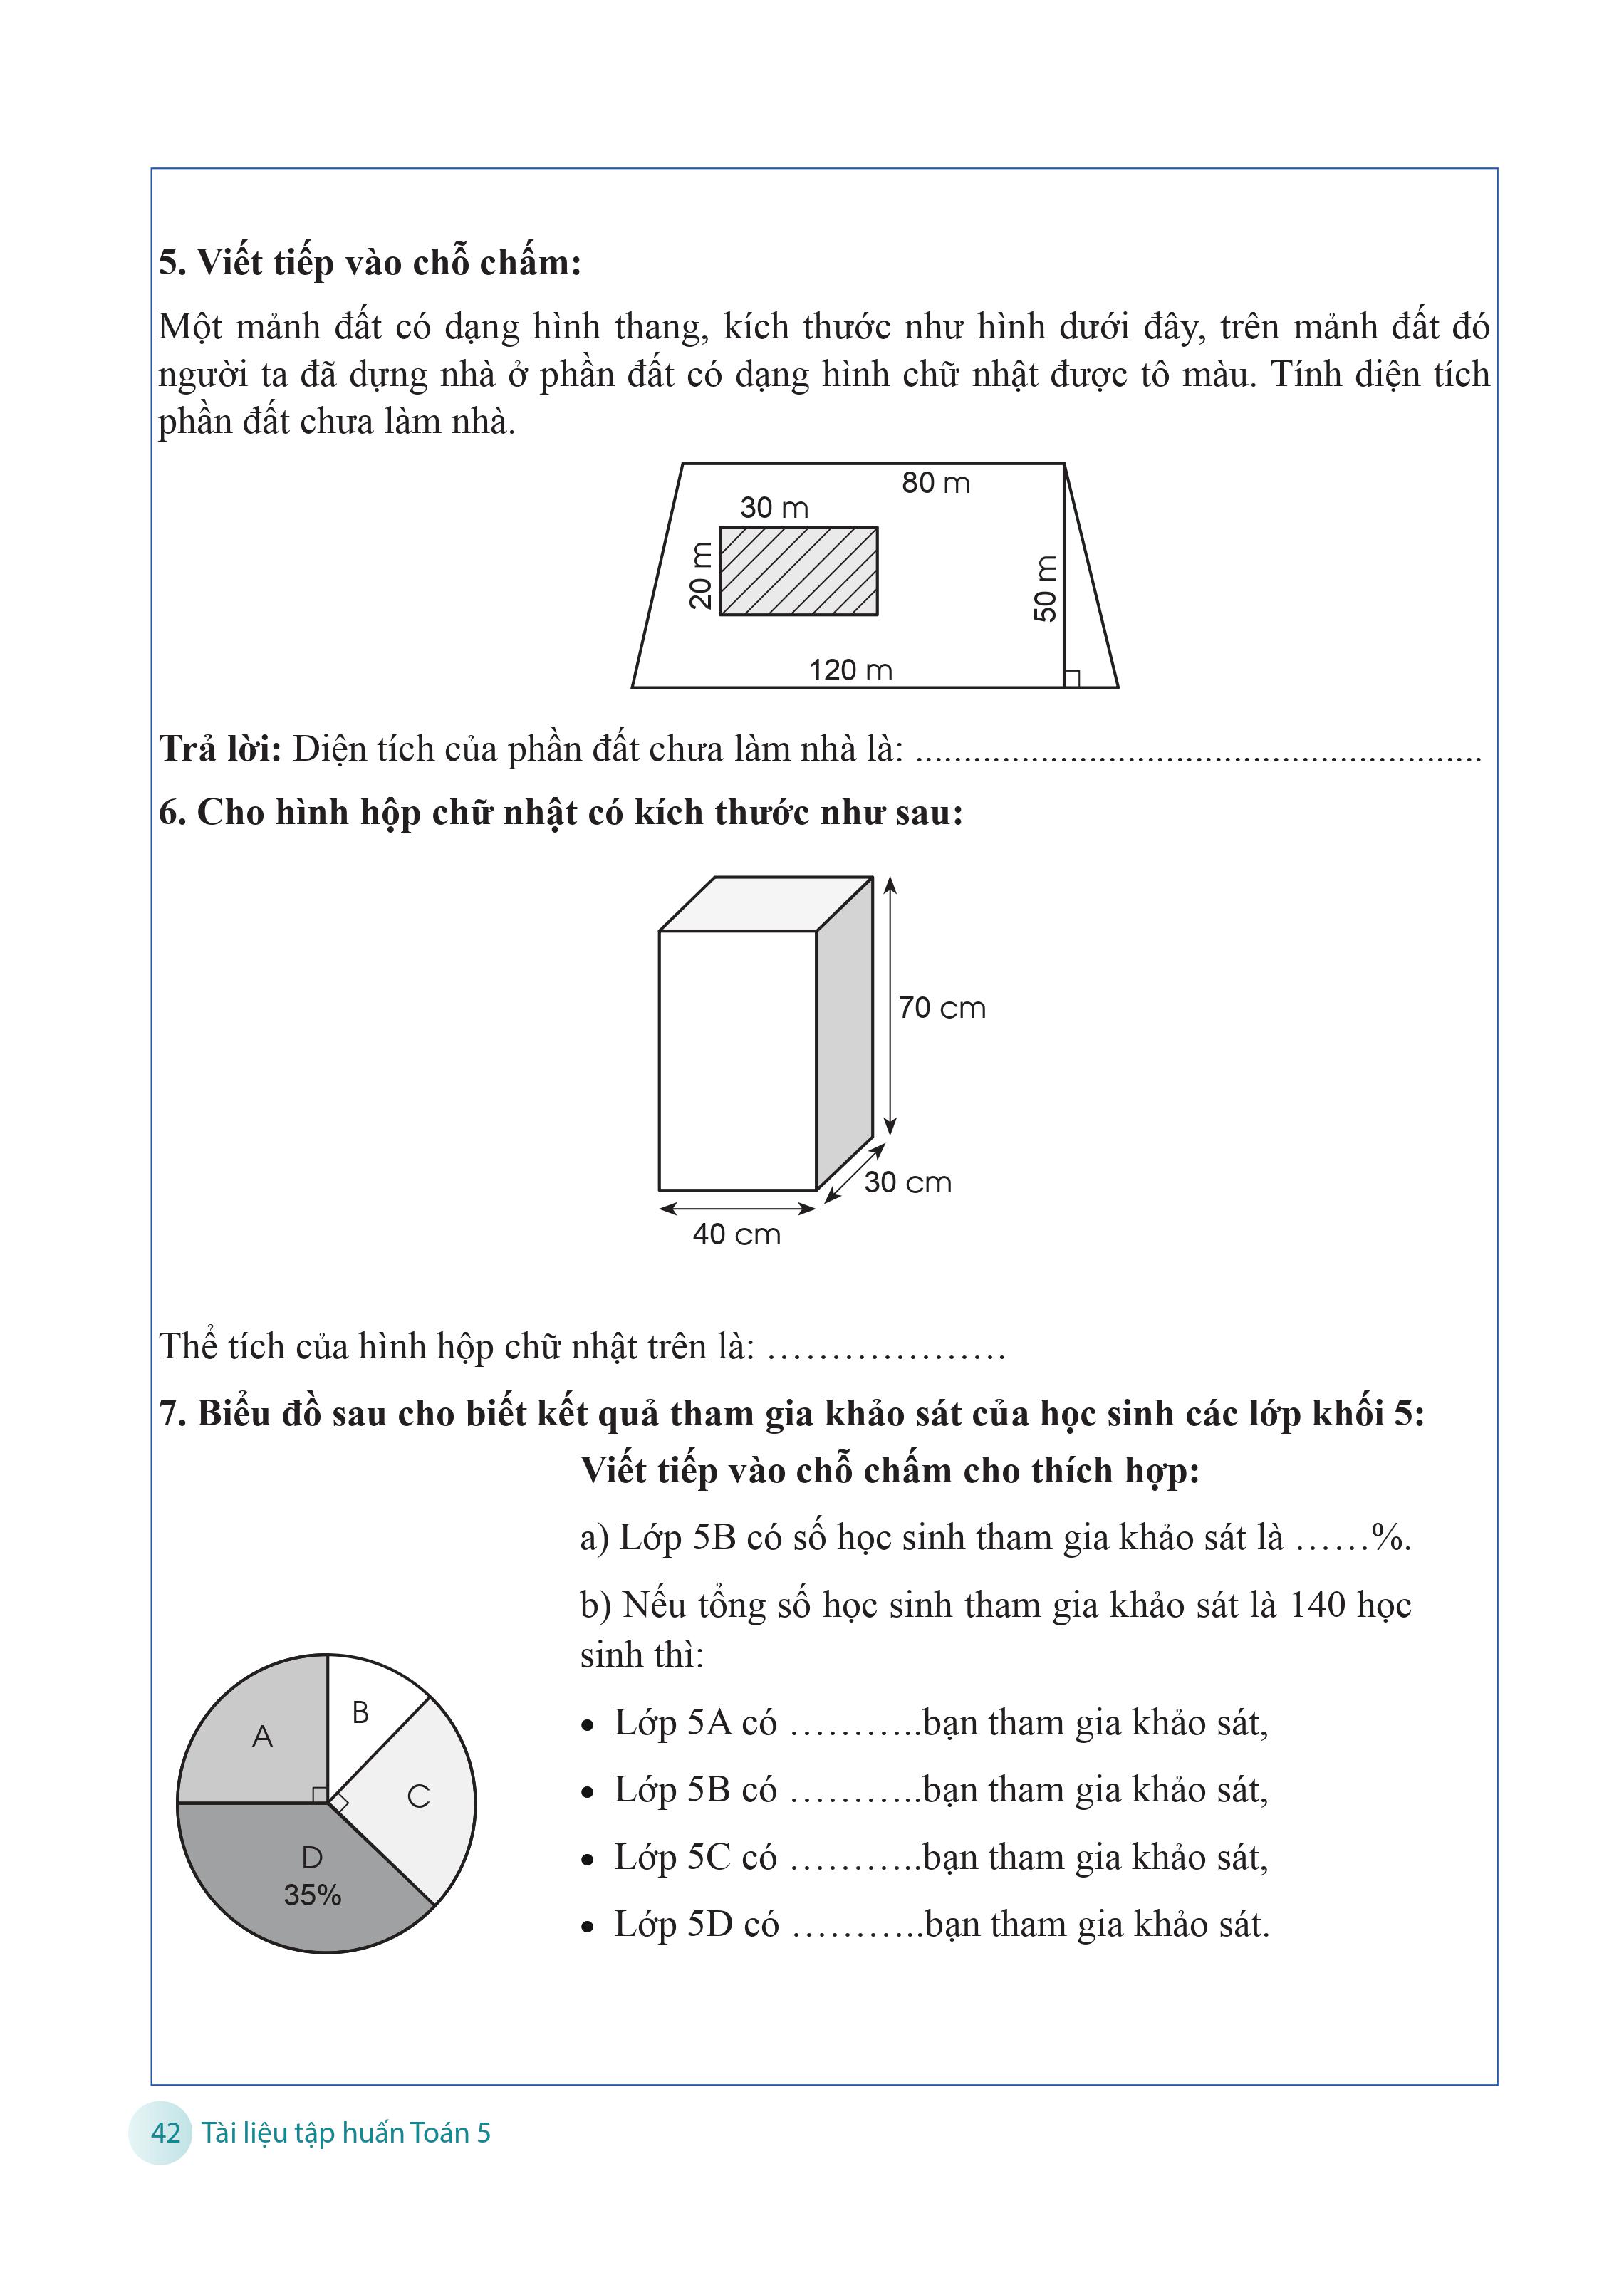 5. Viết tiếp vào chỗ chấm:
Một mảnh đất có dạng hình thang, kích thước như hình dưới đây, trên mảnh đất đó
người ta đã dựng nhà ở phần đất có dạng hình chữ nhật được tô màu. Tính diện tích
phần đất chưa làm nhà.
80 m
30 m
20 m
50 m
120 m
Trả lời: Diện tích của phần đất chưa làm nhà là: ...........................................................
6. Cho hình hộp chữ nhật có kích thước như sau:
70 cm
30 cm
40 cm
Thể tích của hình hộp chữ nhật trên là: ...................
7. Biểu đồ sau cho biết kết quả tham gia khảo sát của học sinh các lớp khối 5:
Viết tiếp vào chỗ chấm cho thích hợp:
a) Lớp 5B có số học sinh tham gia khảo sát là ……%.
b) Nếu tổng số học sinh tham gia khảo sát là 140 học
sinh thì:
• Lớp 5A có ………..bạn tham gia khảo sát,
• Lớp 5B có ………..bạn tham gia khảo sát,
• Lớp 5C có ………..bạn tham gia khảo sát,
• Lớp 5D có ………..bạn tham gia khảo sát.
A
B
C
D
35%
42 Tài liệu tập huấn Toán 5